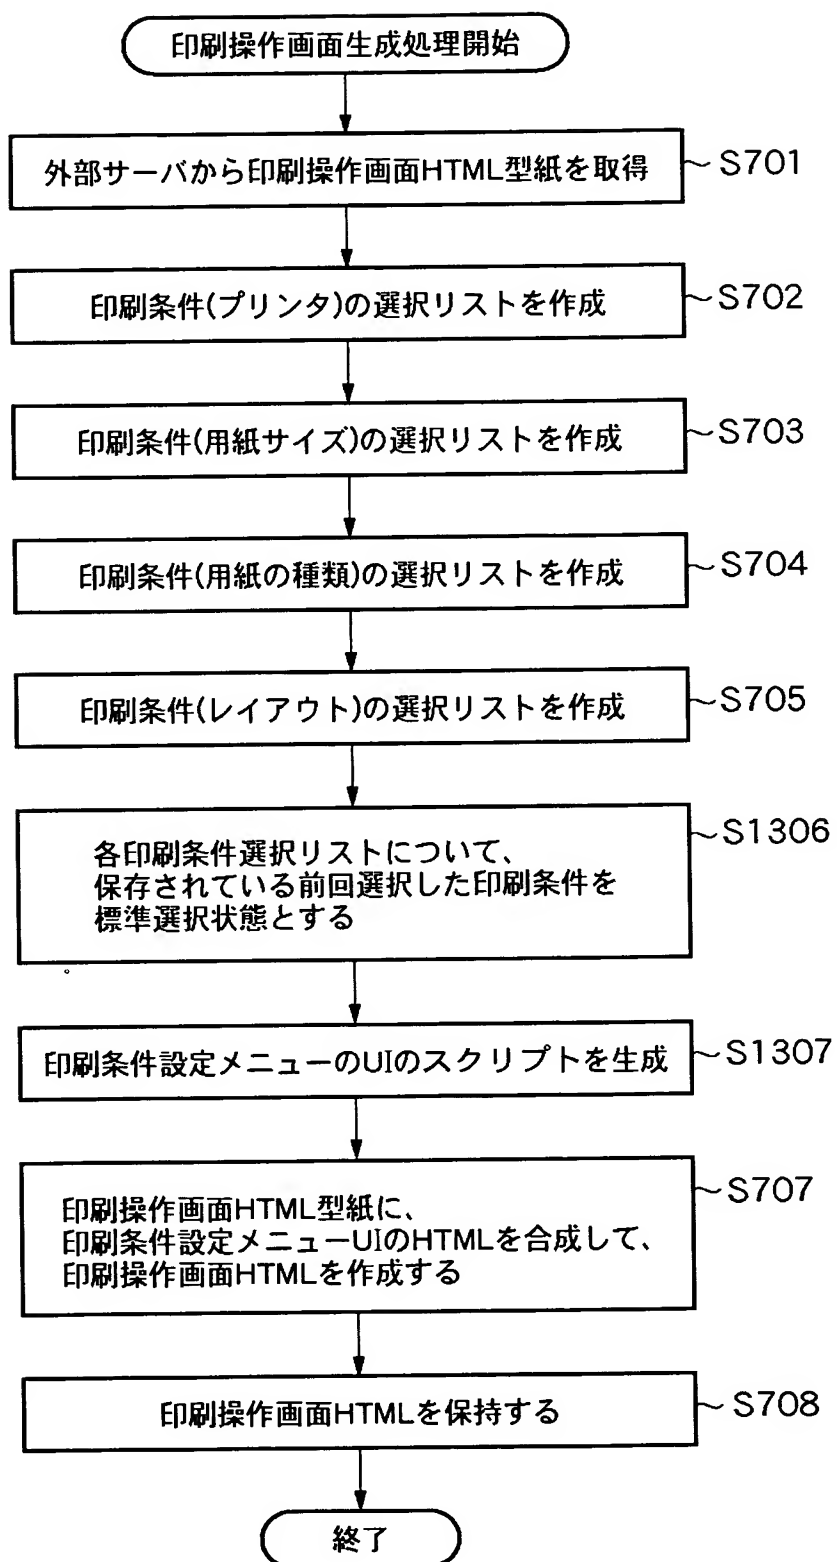 印刷操作画面生成処理開始
外部サーバから印刷操作画面HTML型紙を取得
S701
印刷条件(プリンタ)の選択リストを作成
S702
印刷条件(用紙サイズ)の選択リストを作成
S703
印刷条件(用紙の種類)の選択リストを作成
S704
印刷条件(レイアウト)の選択リストを作成
S705
各印刷条件選択リストについて、
保存されている前回選択した印刷条件を
標準選択状態とする
S1306
印刷条件設定メニューのUIのスクリプトを生成
S1307
印刷操作画面HTML型紙に、
印刷条件設定メニューUIのHTMLを合成して、
印刷操作画面HTMLを作成する
S707
印刷操作画面HTMLを保持する
S708
終了